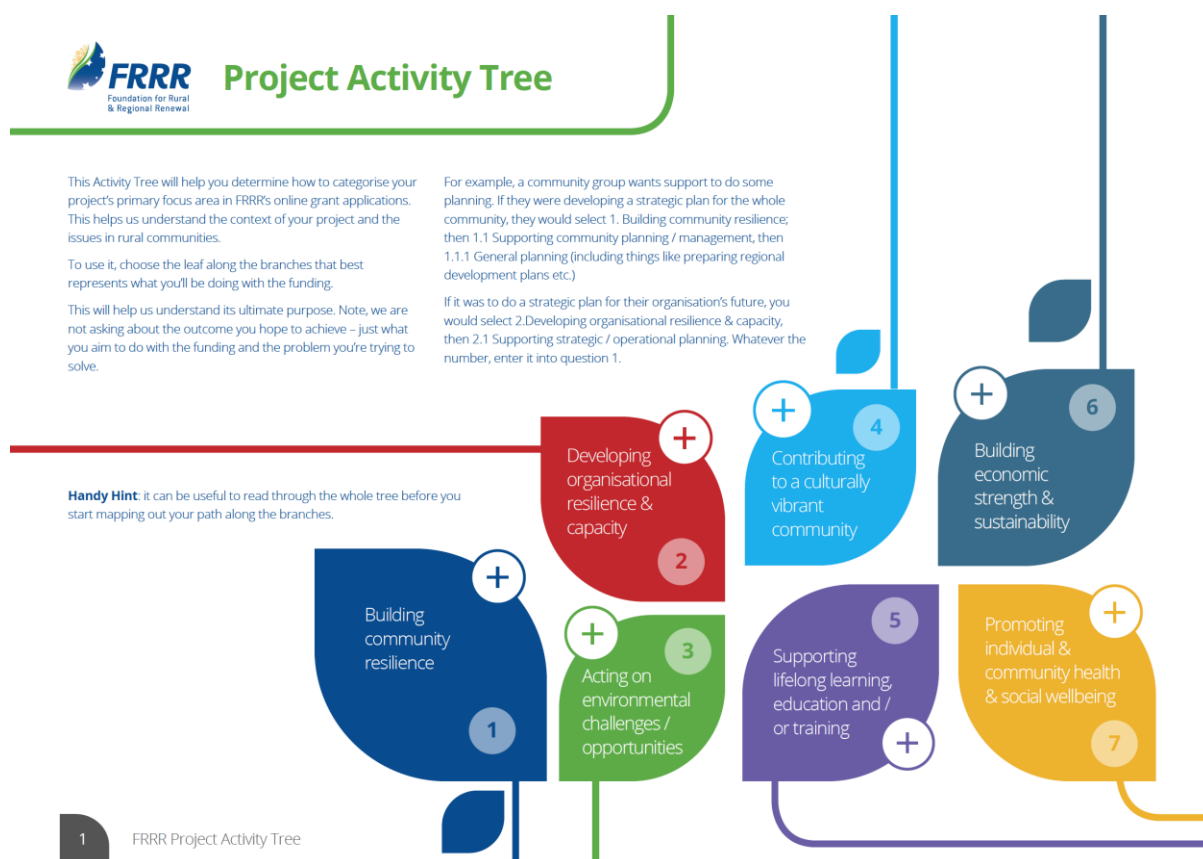 FRRR
Foundation for Rural
& Regional Renewal
Project Activity Tree
This Activity Tree will help you determine how to categorise your
project's primary focus area in FRRR's online grant applications.
This helps us understand the context of your project and the
issues in rural communities.
To use it, choose the leaf along the branches that best
represents what you'll be doing with the funding.
This will help us understand its ultimate purpose. Note, we are
not asking about the outcome you hope to achieve – just what
you aim to do with the funding and the problem you're trying to
solve.
For example, a community group wants support to do some
planning. If they were developing a strategic plan for the whole
community, they would select 1. Building community resilience;
then 1.1 Supporting community planning / management, then
1.1.1 General planning (including things like preparing regional
development plans etc.)
If it was to do a strategic plan for their organisation's future, you
would select 2.Developing organisational resilience & capacity,
then 2.1 Supporting strategic / operational planning. Whatever the
number, enter it into question 1.
Handy Hint: it can be useful to read through the whole tree before you
start mapping out your path along the branches.
+
Building
community
resilience
1
+
Developing
organisational
resilience &
capacity
2
+
3
Acting on
environmental
challenges /
opportunities
+
4
Contributing
to a culturally
vibrant
community
5
Supporting
lifelong learning,
education and /
or training
+
+
6
Building
economic
strength &
sustainability
+
Promoting
individual &
community health
& social wellbeing
7
1
FRRR Project Activity Tree